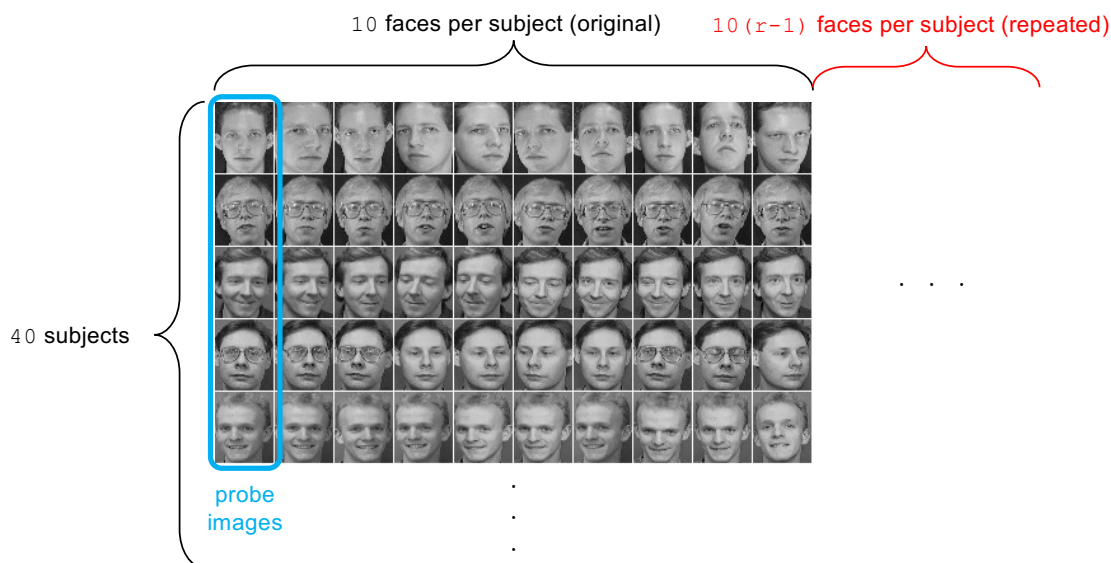 10 faces per subject (original)
10(r-1) faces per subject (repeated)
40 subjects
. . .
probe
images
.
.
.